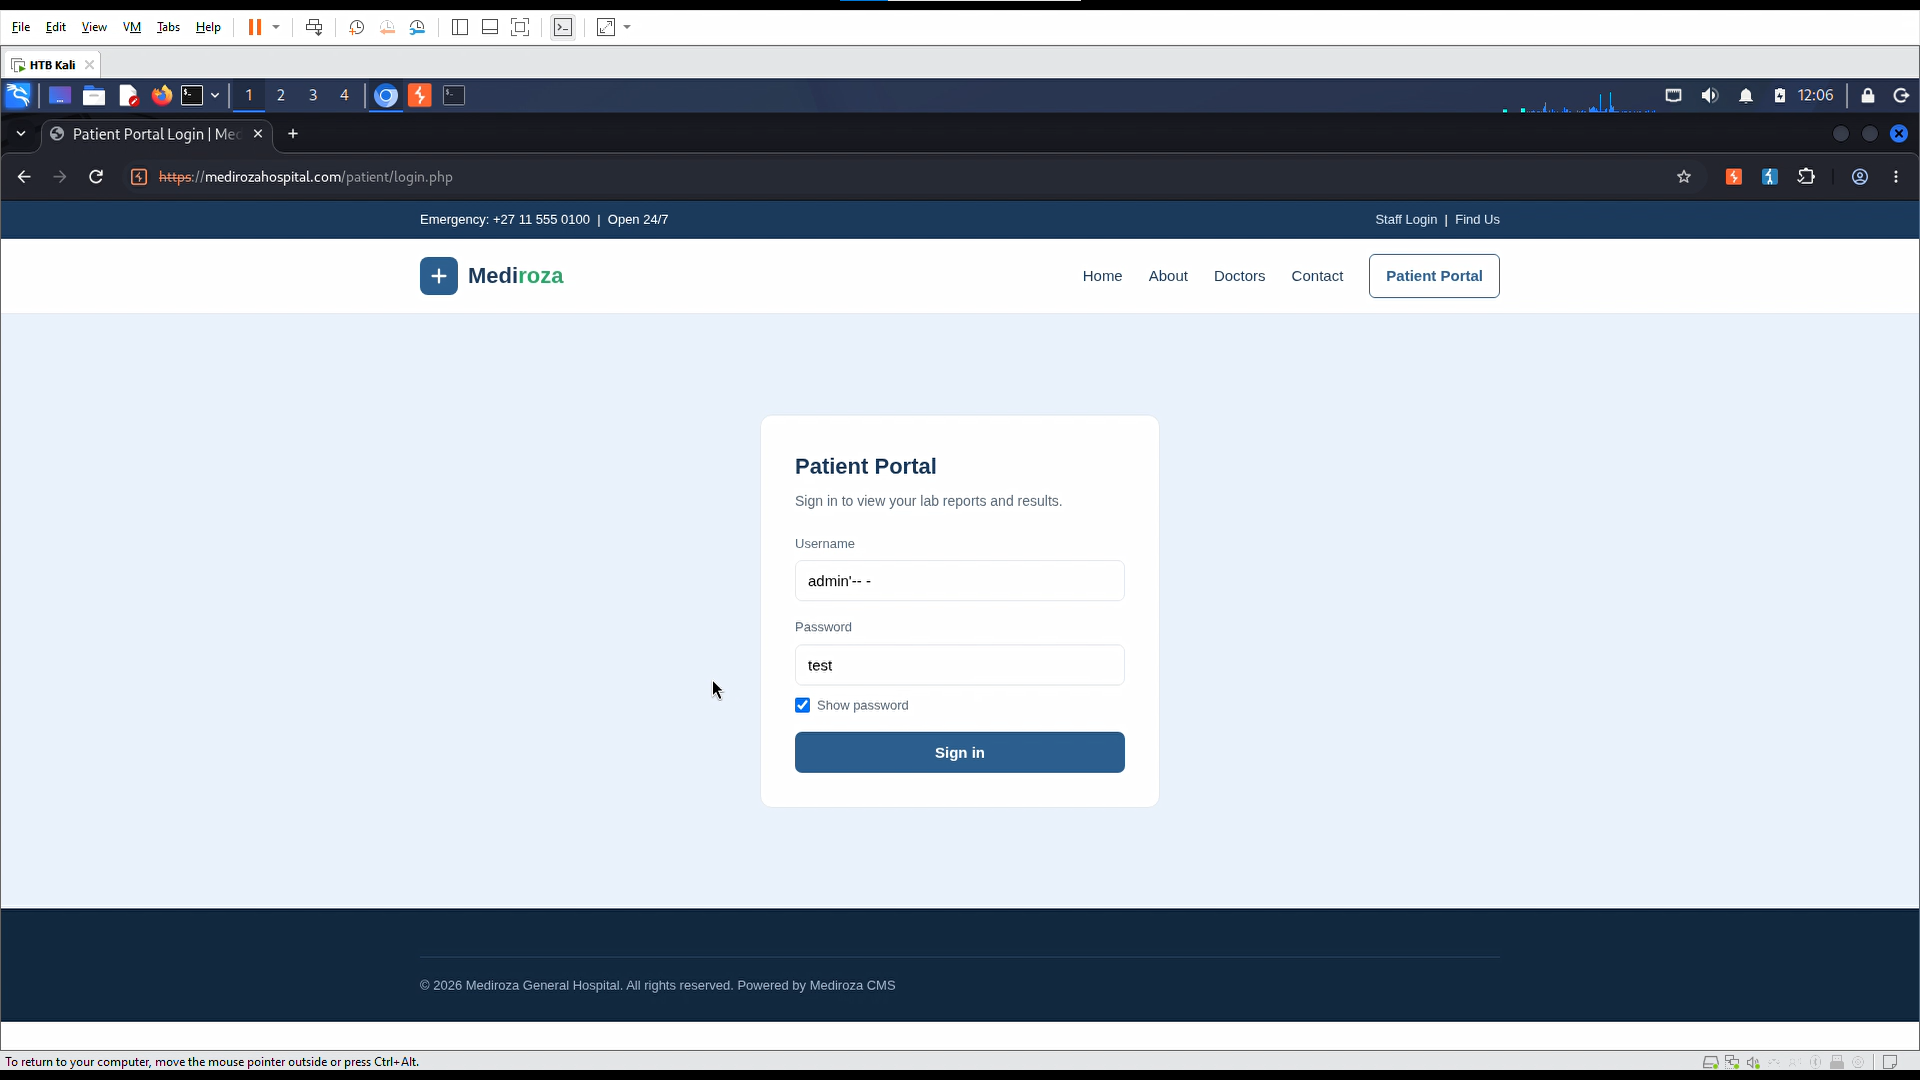 File Edit View VM Tabs Help
HTB Kali
1 2 3 4 12:06
Patient Portal Login | Med
https://medirozahospital.com/patient/login.php
Emergency: +27 11 555 0100 | Open 24/7 Staff Login | Find Us
Mediroza Home About Doctors Contact Patient Portal
Patient Portal
Sign in to view your lab reports and results.
Username
admin'-- -
Password
test
Show password
Sign in
© 2026 Mediroza General Hospital. All rights reserved. Powered by Mediroza CMS
To return to your computer, move the mouse pointer outside or press Ctrl+Alt.